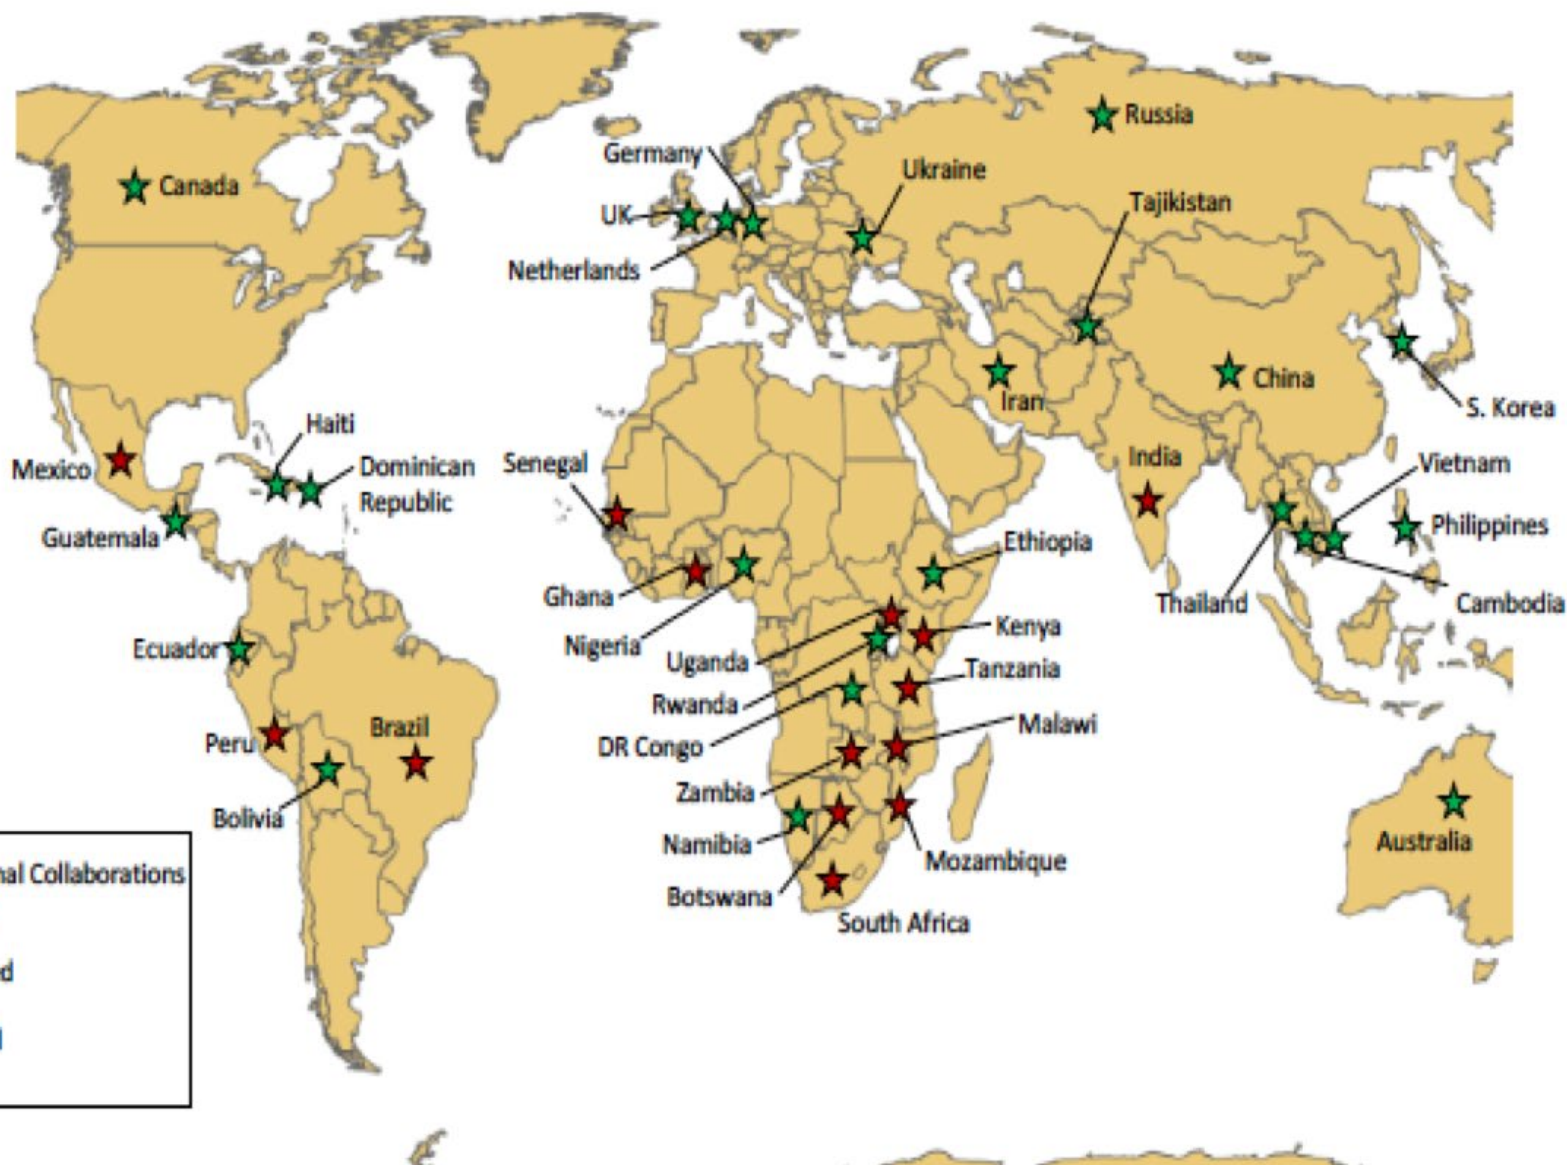 Russia
Germany
Ukraine
Canada
Tajikistan
UK
Netherlands
China
Iran
S. Korea
Haiti
India
Vietnam
Mexico
Senegal
Dominican
Republic
Philippines
Guatemala
Ethiopia
Ghana
Thailand
Cambodia
Kenya
Nigeria
Ecuador
Uganda
Tanzania
Rwanda
Brazil
Malawi
Peru
DR Congo
Zambia
Bolivia
Namibia
Australia
Mozambique
Botswana
Collaborations
South Africa